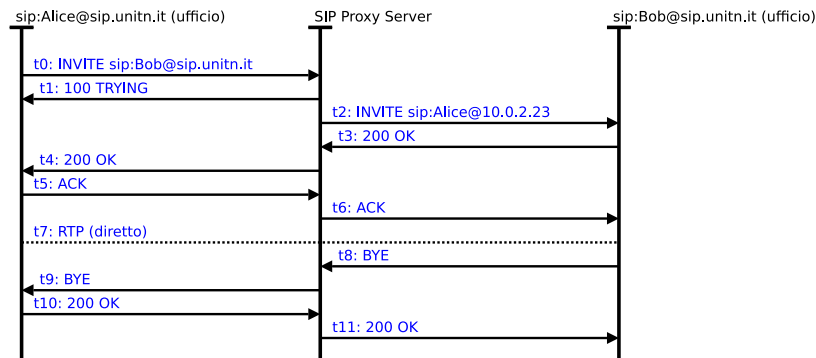 sip:Alice@sip.unitn.it (ufficio) SIP Proxy Server sip:Bob@sip.unitn.it (ufficio)
t0: INVITE sip:Bob@sip.unitn.it
t1: 100 TRYING
t2: INVITE sip:Alice@10.0.2.23
t3: 200 OK
t4: 200 OK
t5: ACK
t6: ACK
t7: RTP (diretto)
t8: BYE
t9: BYE
t10: 200 OK
t11: 200 OK